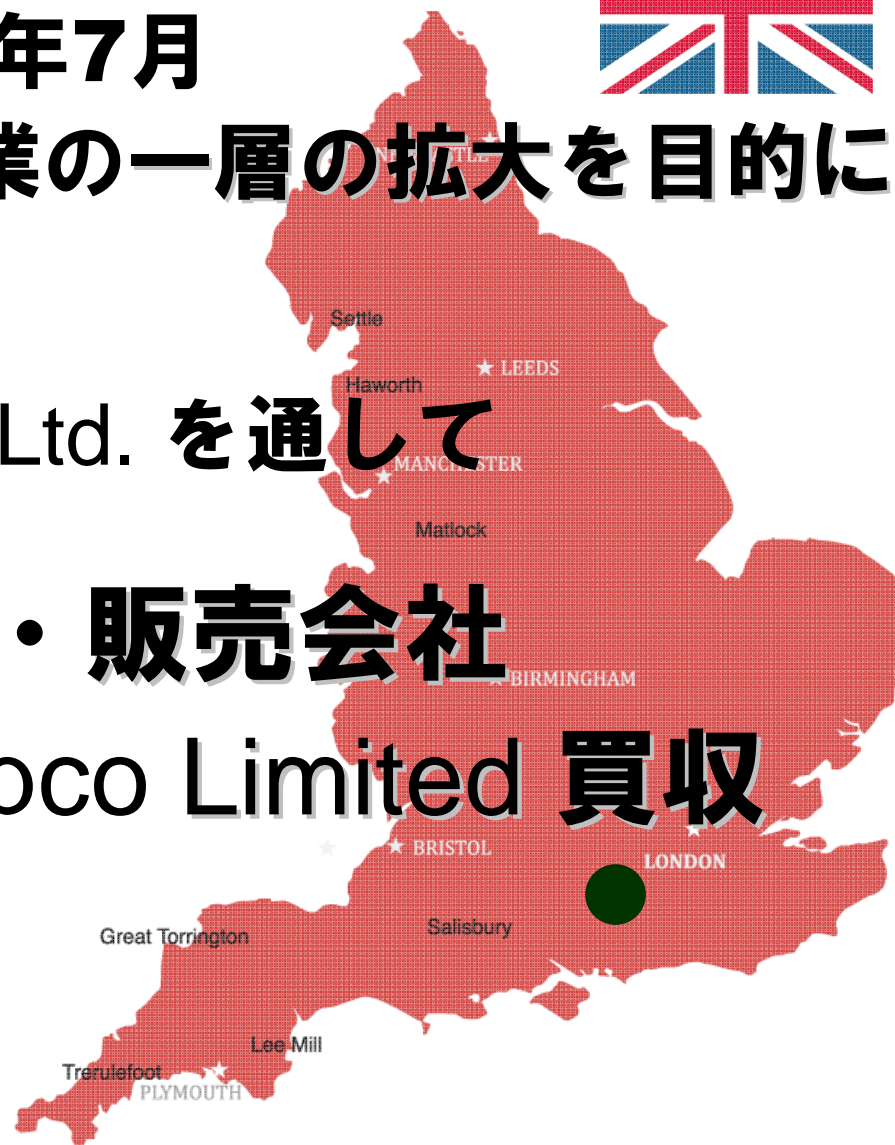 年7月
業の一層の拡大を目的に
Settle
LEEDS
Haworth
Ltd. を通して
MANCHESTER
Matlock
・販売会社
BIRMINGHAM
oco Limited 買収
BRISTOL
LONDON
Great Torrington
Salisbury
Lee Mill
Trerulefoot
PLYMOUTH